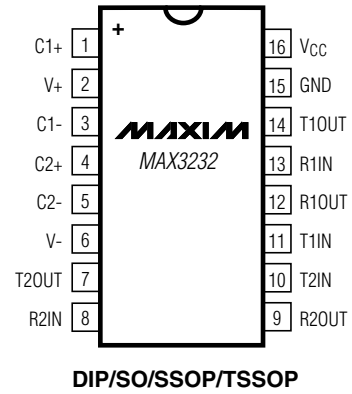 +
C1+ 1 16 VCC
V+ 2 15 GND
C1- 3 MAXIM 14 T1OUT
C2+ 4 MAX3232 13 R1IN
C2- 5 12 R1OUT
V- 6 11 T1IN
T2OUT 7 10 T2IN
R2IN 8 9 R2OUT
DIP/SO/SSOP/TSSOP